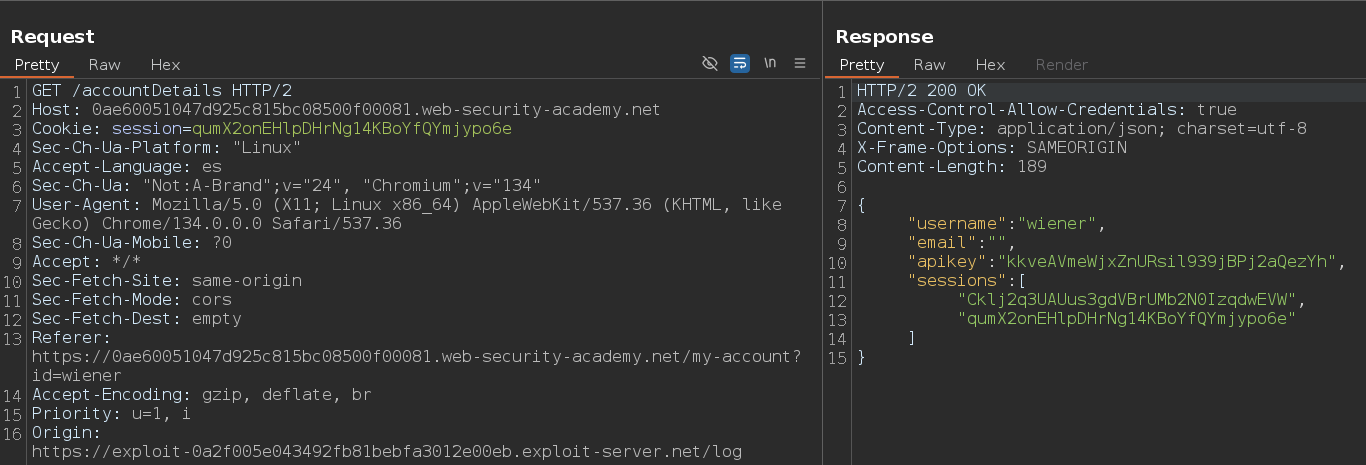 Request
Pretty Raw Hex
\n
1 GET /accountDetails HTTP/2
2 Host: 0ae60051047d925c815bc08500f00081.web-security-academy.net
3 Cookie: session=qumX2onEHlpDHrNg14KBoYfQYmjypo6e
4 Sec-Ch-Ua-Platform: "Linux"
5 Accept-Language: es
6 Sec-Ch-Ua: "Not:A-Brand";v="24", "Chromium";v="134"
7 User-Agent: Mozilla/5.0 (X11; Linux x86_64) AppleWebKit/537.36 (KHTML, like
Gecko) Chrome/134.0.0.0 Safari/537.36
8 Sec-Ch-Ua-Mobile: ?0
9 Accept: */*
10 Sec-Fetch-Site: same-origin
11 Sec-Fetch-Mode: cors
12 Sec-Fetch-Dest: empty
13 Referer:
https://0ae60051047d925c815bc08500f00081.web-security-academy.net/my-account?
id=wiener
14 Accept-Encoding: gzip, deflate, br
15 Priority: u=1, i
16 Origin:
https://exploit-0a2f005e043492fb81bebfa3012e00eb.exploit-server.net/log
Response
Pretty Raw Hex Render
1 HTTP/2 200 OK
2 Access-Control-Allow-Credentials: true
3 Content-Type: application/json; charset=utf-8
4 X-Frame-Options: SAMEORIGIN
5 Content-Length: 189
6
7 {
8 "username":"wiener",
9 "email":"",
10 "apikey":"kkveAVmeWjxZnURsil939jBPj2aQezYh",
11 "sessions":[
12 "Cklj2q3UAUus3gdVBrUMb2N0IzqdwEVW",
13 "qumX2onEHlpDHrNg14KBoYfQYmjypo6e"
14 ]
15 }